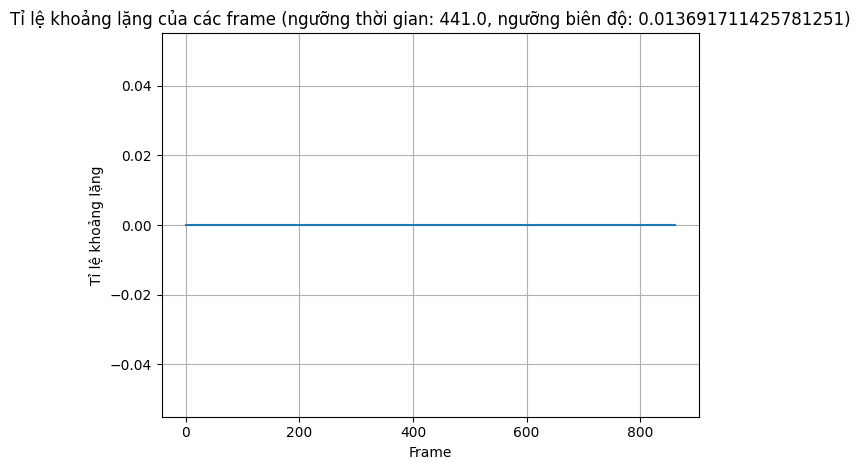 Tỉ lệ khoảng lặng của các frame (ngưỡng thời gian: 441.0, ngưỡng biên độ: 0.013691711425781251)
0.04
0.02
0.00
−0.02
−0.04
Tỉ lệ khoảng lặng
0 200 400 600 800
Frame